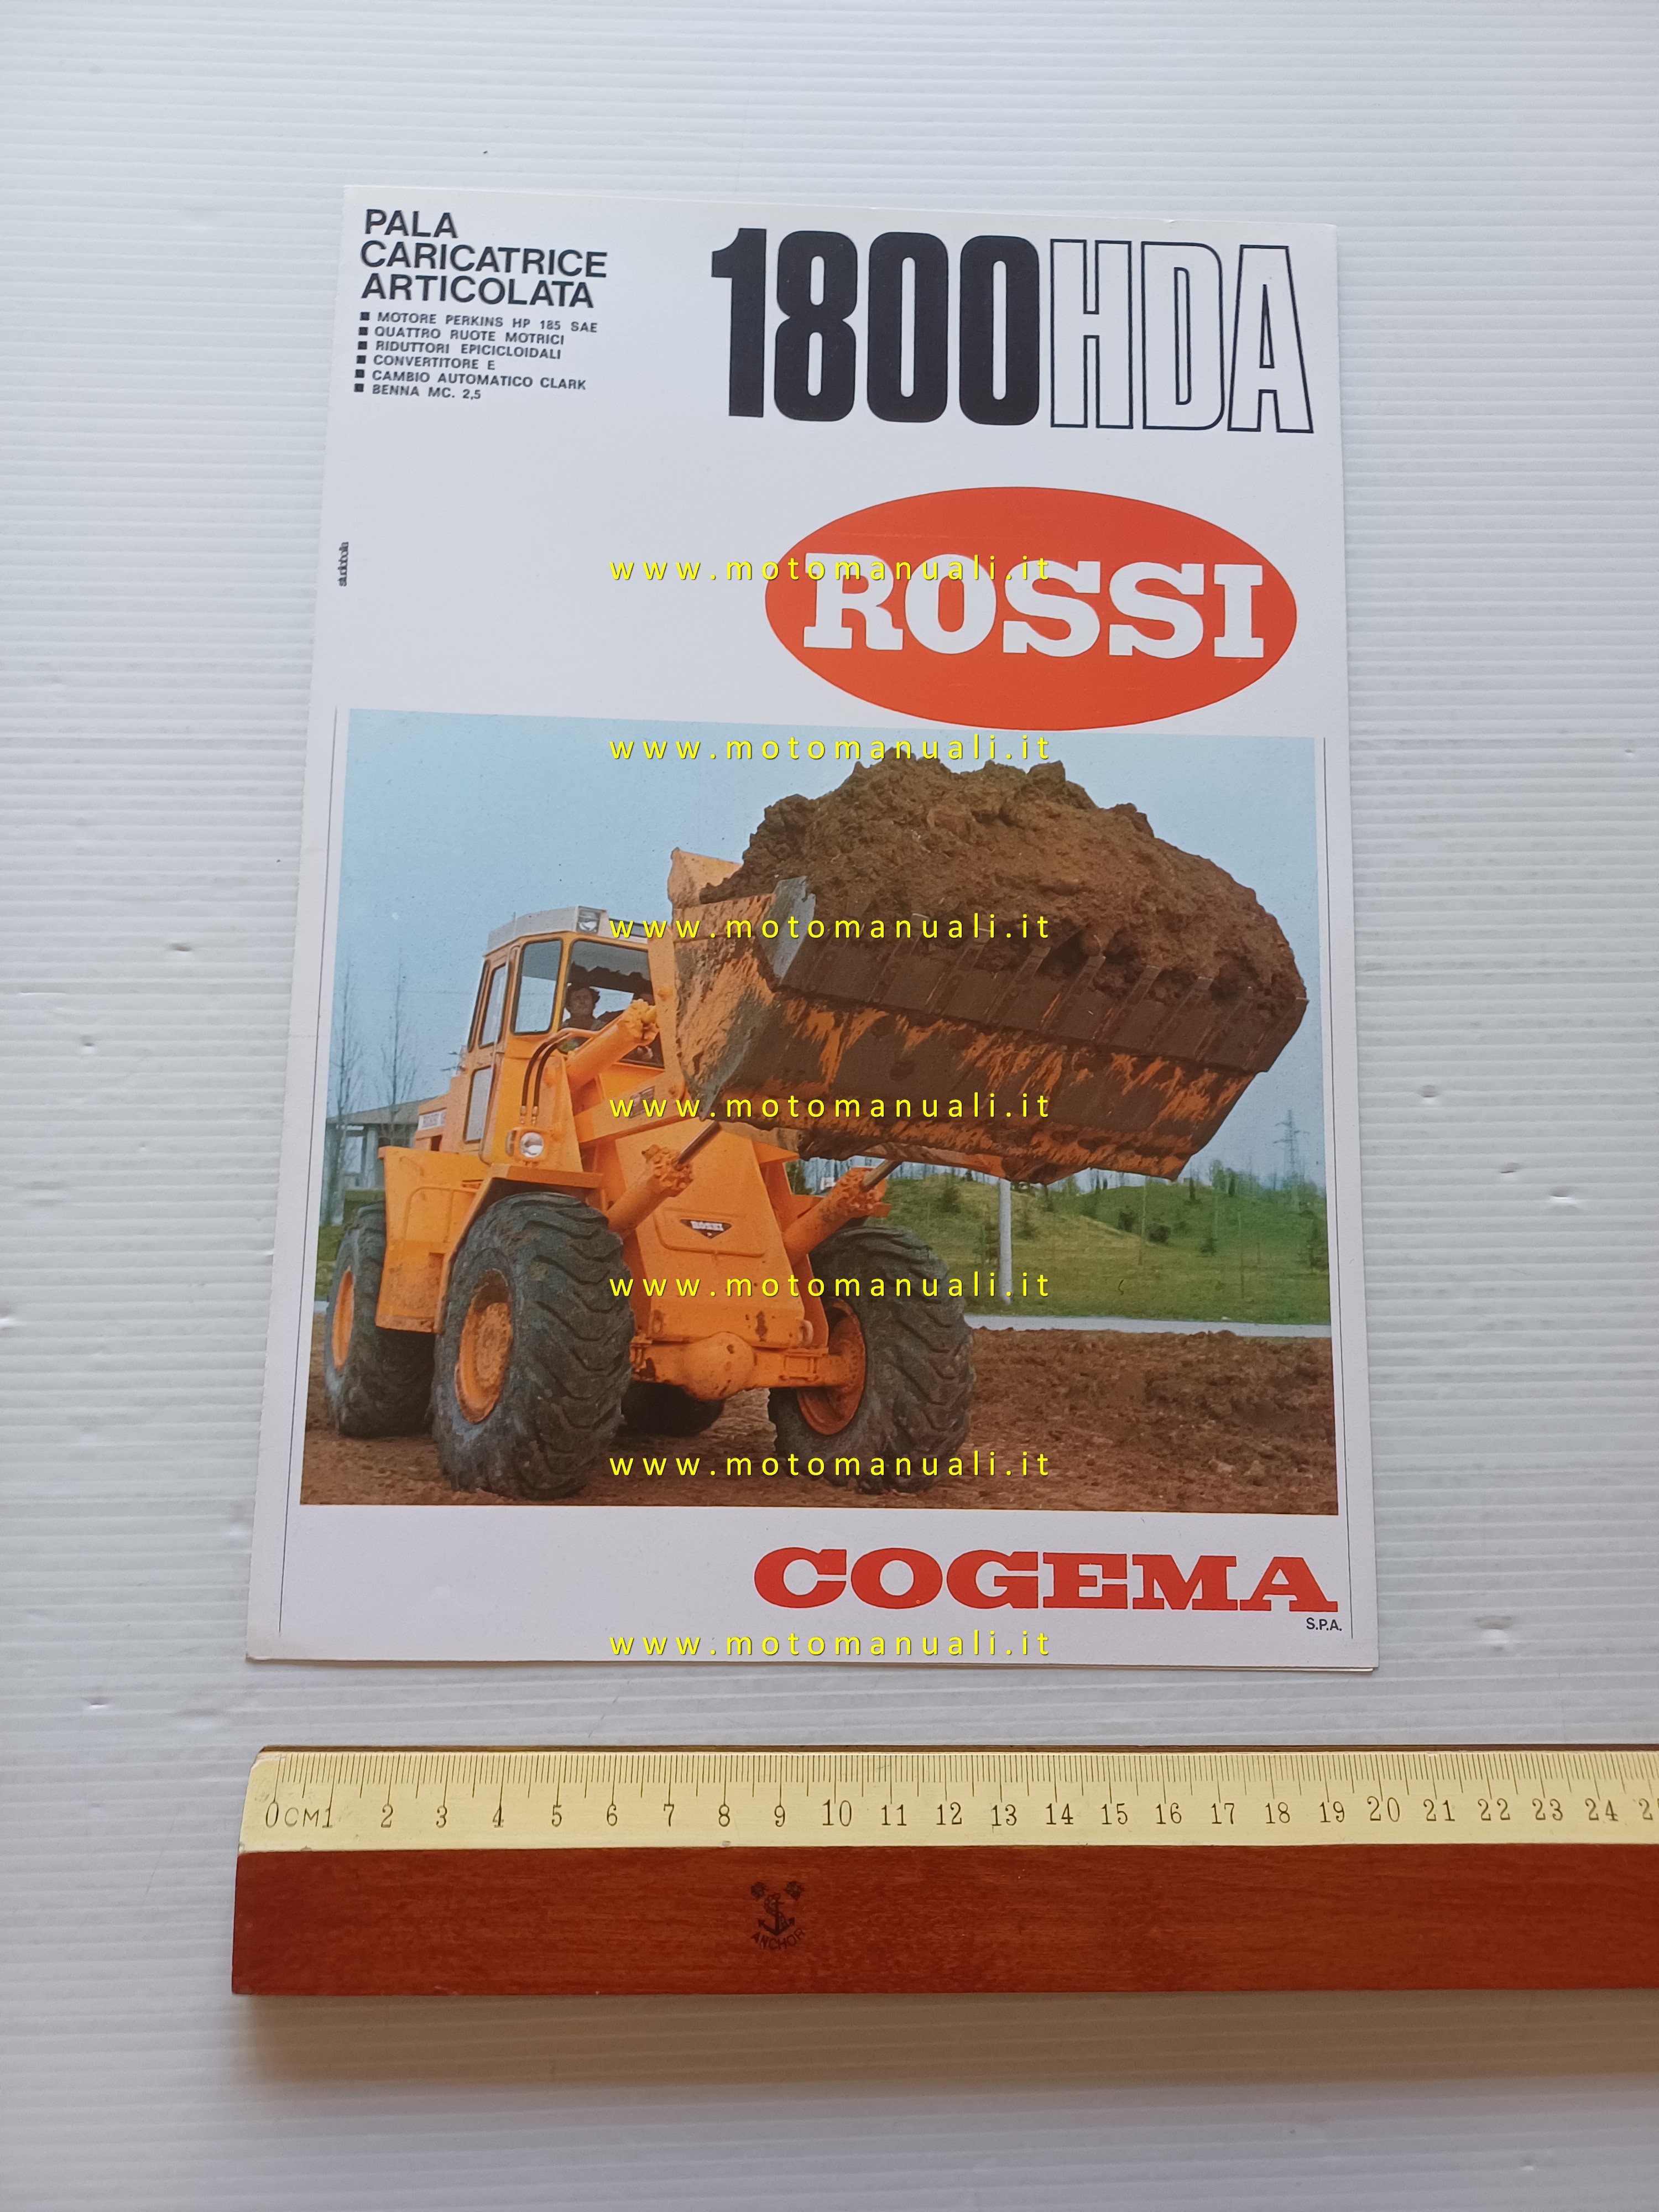 PALA
CARICATRICE
ARTICOLATA
■ MOTORE PERKINS HP 185 SAE
■ QUATTRO RUOTE MOTRICI
■ RIDUTTORI EPICICLOIDALI
■ CONVERTITORE E
■ CAMBIO AUTOMATICO CLARK
■ BENNA MC. 2,5
1800HDA
ROSSI
www.motomanuali.it
www.motomanuali.it
www.motomanuali.it
www.motomanuali.it
ROSSI
www.motomanuali.it
www.motomanuali.it
COGEMA
S.P.A.
www.motomanuali.it
0CM1 2 3 4 5 6 7 8 9 10 11 12 13 14 15 16 17 18 19 20 21 22 23 24
ANCHOR